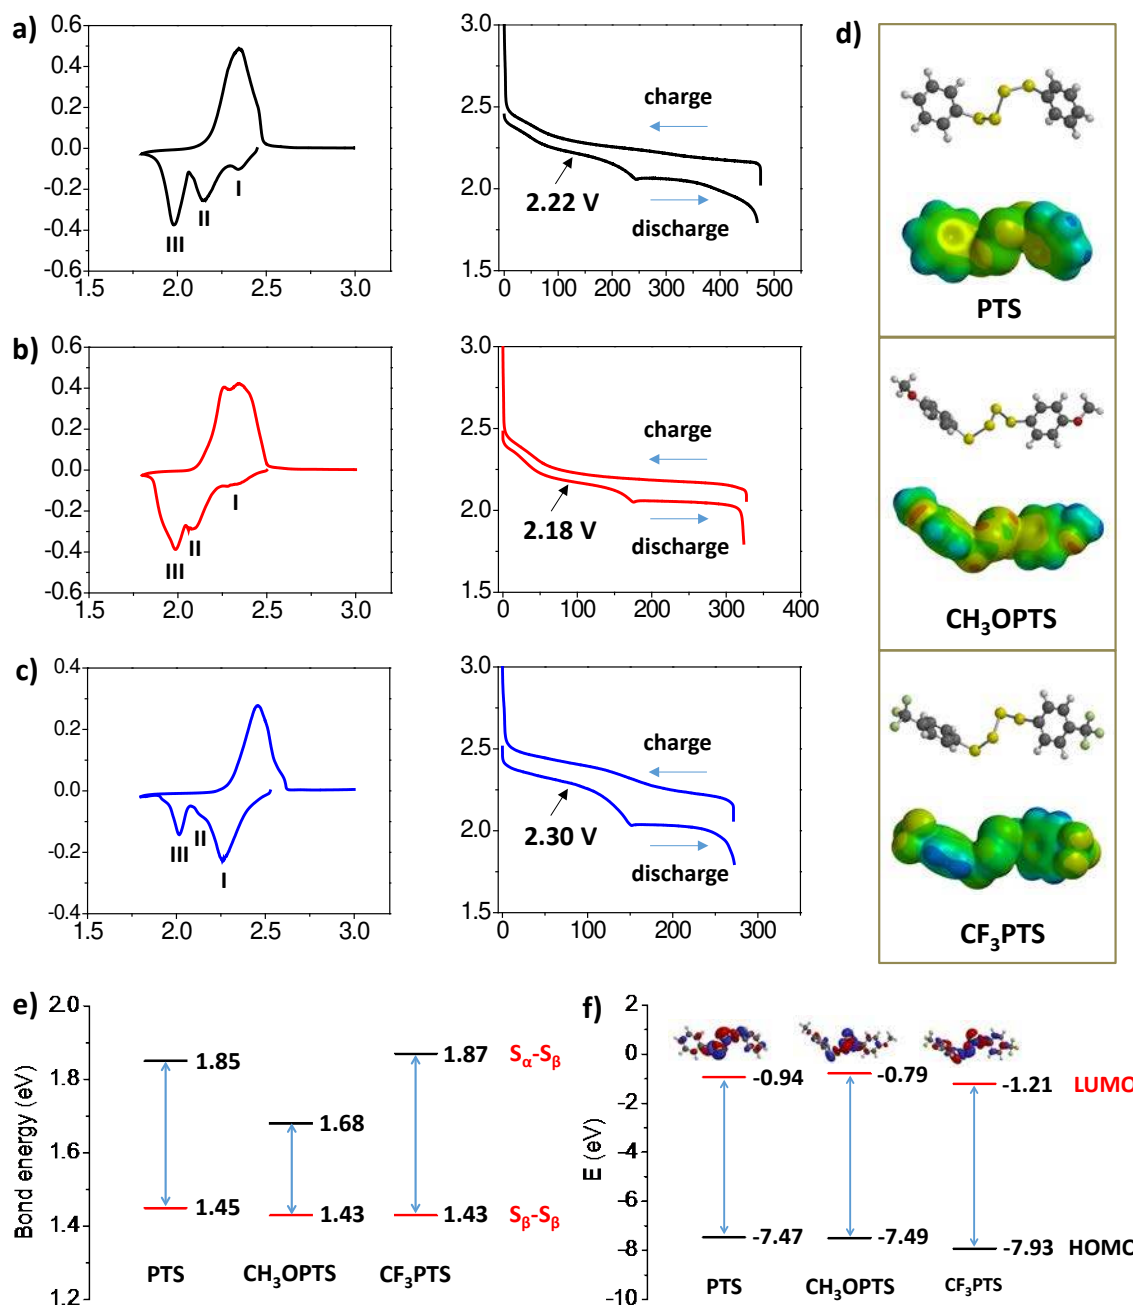 a)
0.6
0.4
0.2
0.0
-0.2
-0.4
-0.6
1.5 2.0 2.5 3.0
I
II
III
3.0
2.5
2.0
1.5
0 100 200 300 400 500
charge
2.22 V
discharge
b)
0.6
0.4
0.2
0.0
-0.2
-0.4
-0.6
1.5 2.0 2.5 3.0
I
II
III
3.0
2.5
2.0
1.5
0 100 200 300 400
charge
2.18 V
discharge
c)
0.4
0.2
0.0
-0.2
-0.4
1.5 2.0 2.5 3.0
III
II
I
3.0
2.5
2.0
1.5
0 100 200 300
charge
2.30 V
discharge
d)
PTS
CH₃OPTS
CF₃PTS
e)
Bond energy (eV)
2.0
1.8
1.6
1.4
1.2
1.85
1.45
1.68
1.43
1.87
1.43
Sα-Sβ
Sβ-Sβ
PTS CH₃OPTS CF₃PTS
f)
E (eV)
2
0
-2
-4
-6
-8
-10
-0.94
-0.79
-1.21
LUMO
-7.47
-7.49
-7.93
HOMO
PTS CH₃OPTS CF₃PTS